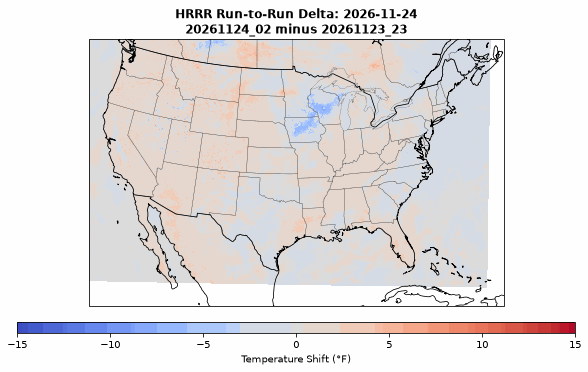 HRRR Run-to-Run Delta: 2026-11-24
20261124_02 minus 20261123_23
−15 −10 −5 0 5 10 15
Temperature Shift (°F)